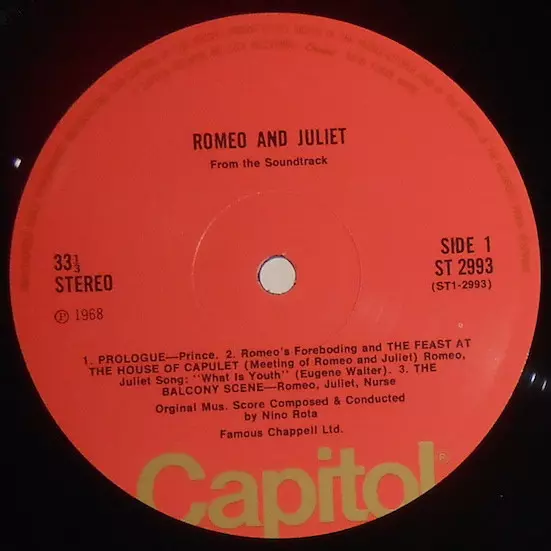 ROMEO AND JULIET
From the Soundtrack
33⅓
STEREO
℗ 1968
SIDE 1
ST 2993
(ST1-2993)
1. PROLOGUE—Prince. 2. Romeo's Foreboding and THE FEAST AT
THE HOUSE OF CAPULET (Meeting of Romeo and Juliet) Romeo,
Juliet Song: "What Is Youth" (Eugene Walter). 3. THE
BALCONY SCENE—Romeo, Juliet, Nurse
Orginal Mus. Score Composed & Conducted
by Nino Rota
Famous Chappell Ltd.
Capitol®